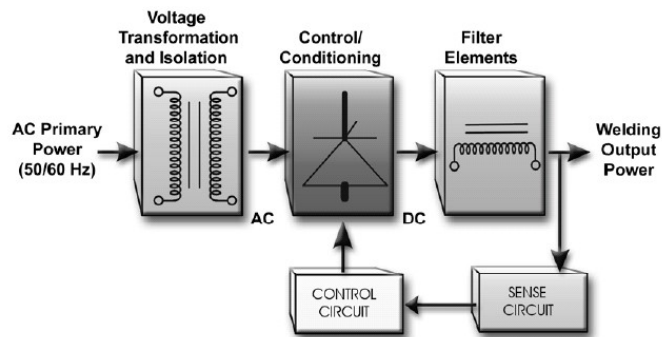 Voltage
Transformation
and Isolation
Control/
Conditioning
Filter
Elements
AC Primary
Power
(50/60 Hz)
Welding
Output
Power
AC
DC
CONTROL
CIRCUIT
SENSE
CIRCUIT